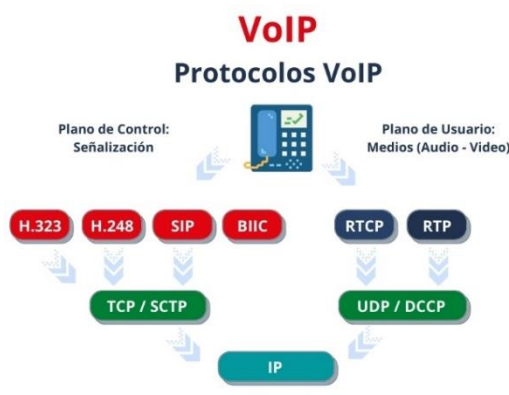 VoIP
Protocolos VoIP
Plano de Control:
Señalización
Plano de Usuario:
Medios (Audio - Video)
H.323
H.248
SIP
BIIC
RTCP
RTP
TCP / SCTP
UDP / DCCP
IP